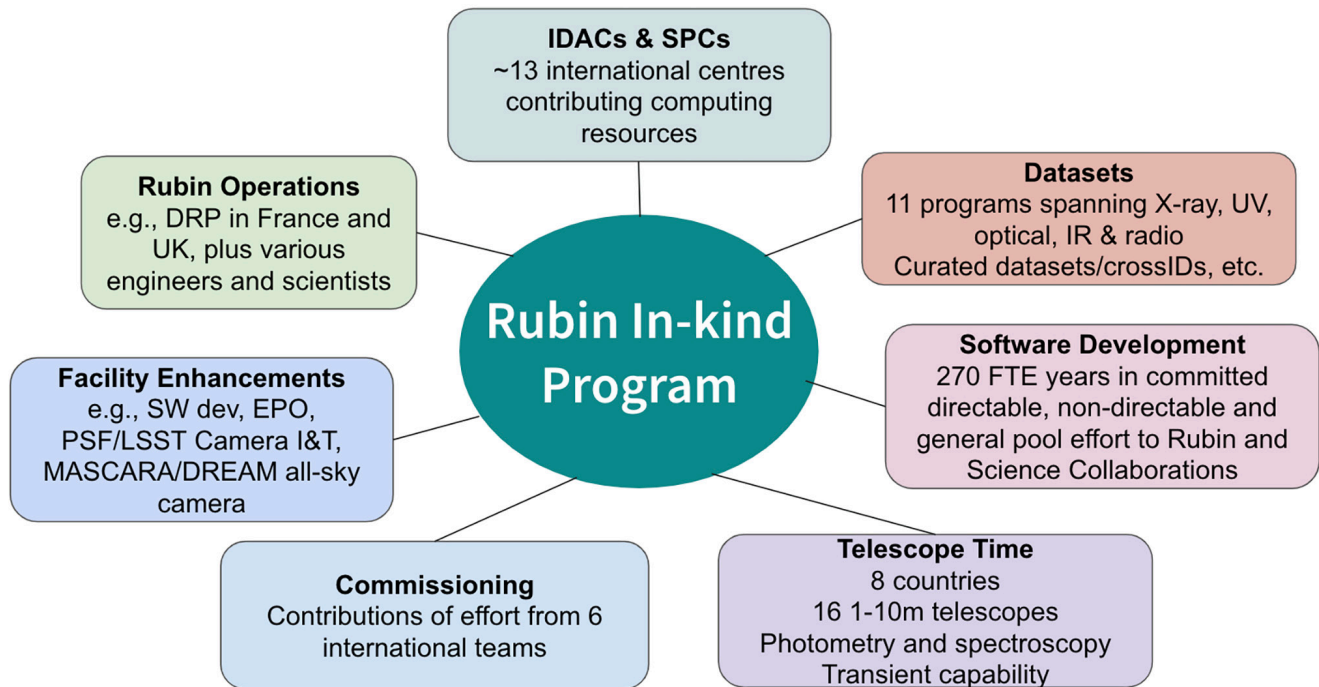 IDACs & SPCs
~13 international centres
contributing computing
resources
Rubin Operations
e.g., DRP in France and
UK, plus various
engineers and scientists
Datasets
11 programs spanning X-ray, UV,
optical, IR & radio
Curated datasets/crossIDs, etc.
Rubin In-kind
Program
Facility Enhancements
e.g., SW dev, EPO,
PSF/LSST Camera I&T,
MASCARA/DREAM all-sky
camera
Software Development
270 FTE years in committed
directable, non-directable and
general pool effort to Rubin and
Science Collaborations
Commissioning
Contributions of effort from 6
international teams
Telescope Time
8 countries
16 1-10m telescopes
Photometry and spectroscopy
Transient capability